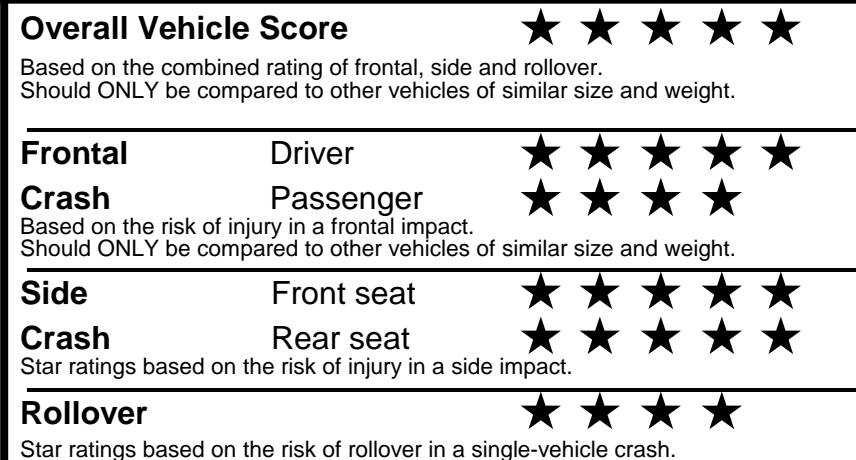 Overall Vehicle Score ★ ★ ★ ★ ★
Based on the combined rating of frontal, side and rollover.
Should ONLY be compared to other vehicles of similar size and weight.
Frontal Driver ★ ★ ★ ★ ★
Crash Passenger ★ ★ ★ ★
Based on the risk of injury in a frontal impact.
Should ONLY be compared to other vehicles of similar size and weight.
Side Front seat ★ ★ ★ ★ ★
Crash Rear seat ★ ★ ★ ★ ★
Star ratings based on the risk of injury in a side impact.
Rollover ★ ★ ★ ★
Star ratings based on the risk of rollover in a single-vehicle crash.